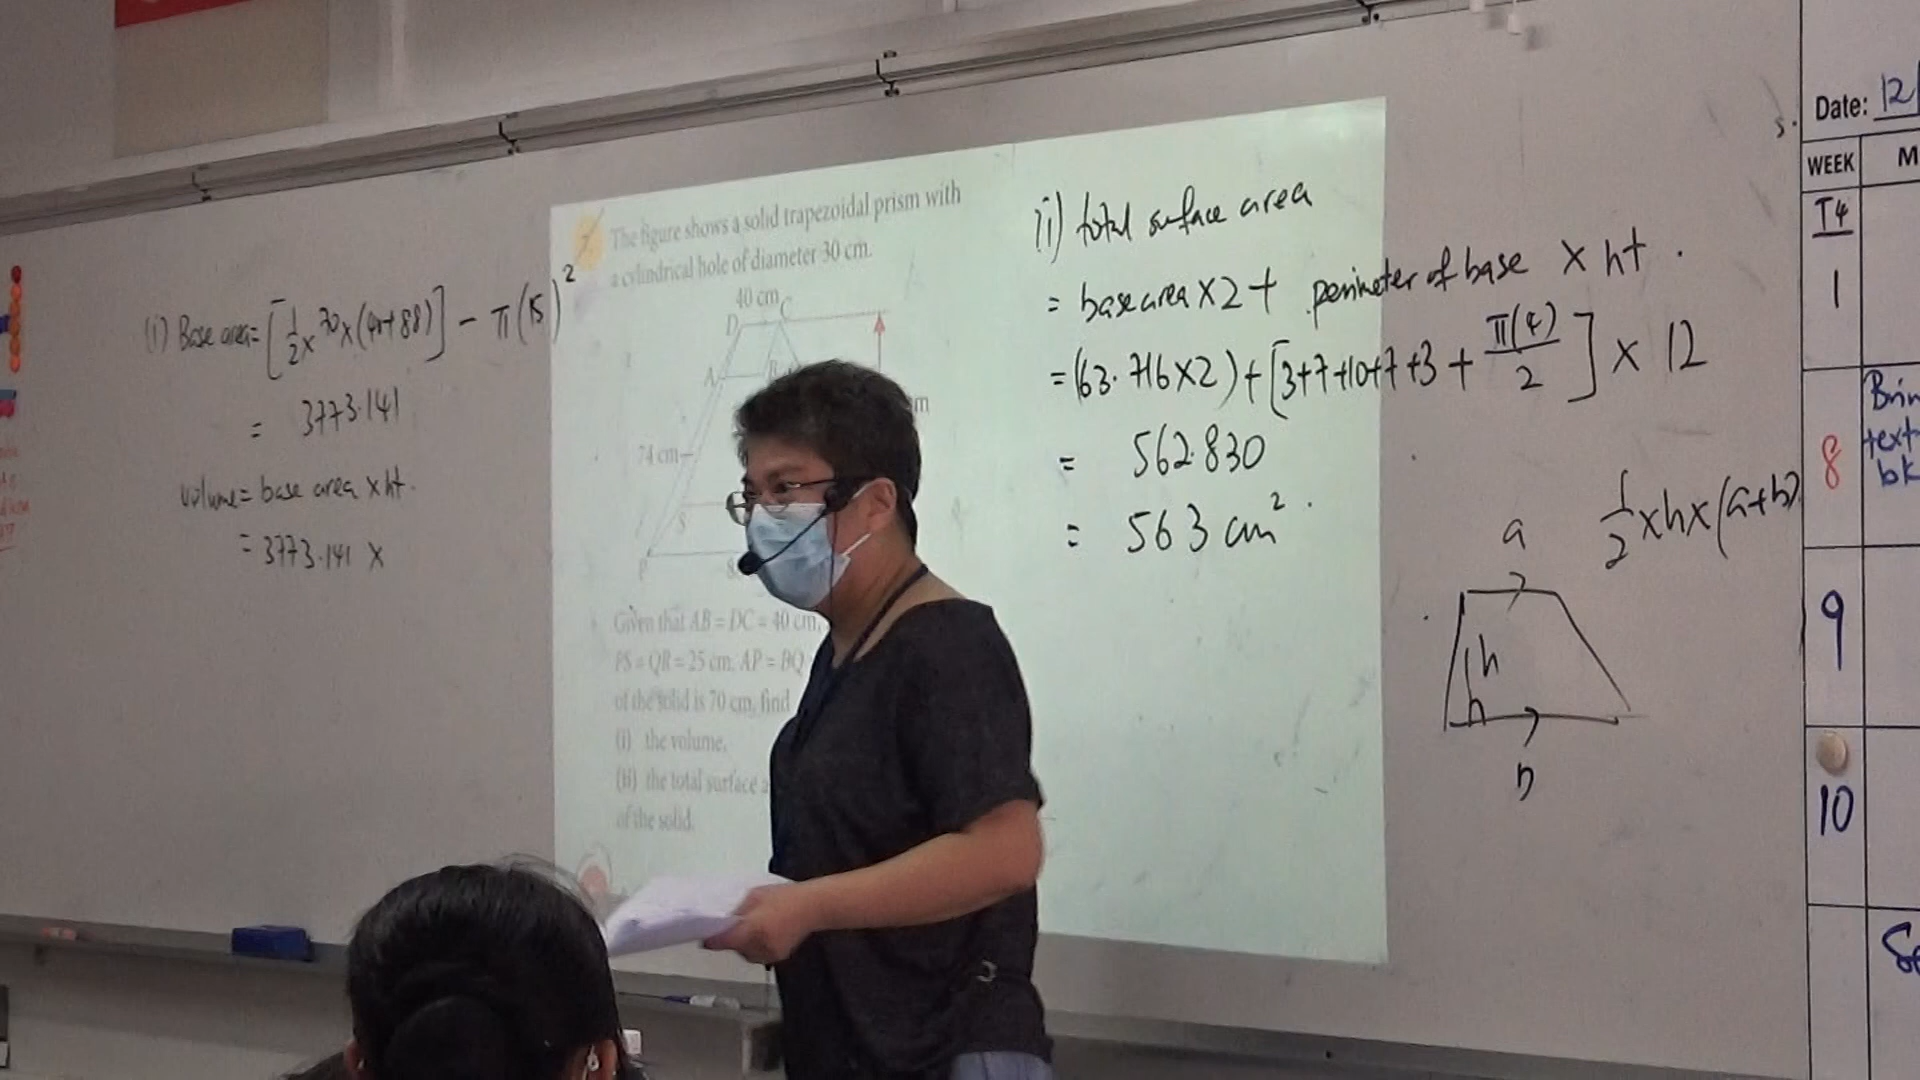 (i) Base area = [1/2 x 70 x (40+88)] - π(15)²
= 3773.141
volume = base area x ht.
= 3773.141 x
7. The figure shows a solid trapezoidal prism with
a cylindrical hole of diameter 30 cm.
40 cm
D C
A B
74 cm
m
S
P
8
Given that AB = DC = 40 cm,
PS = QR = 25 cm, AP = BQ
of the solid is 70 cm, find
(i) the volume,
(ii) the total surface a
of the solid.
(ii) total surface area
= base area x 2 + perimeter of base x ht.
= (63.716 x 2) + [3+7+10+7+3 + π(4)/2] x 12
= 562.830
= 563 cm².
1/2 x h x (a+b)
a
h
b
Date: 12/
WEEK M
T4
1
8 Brin
text
bk
9
10